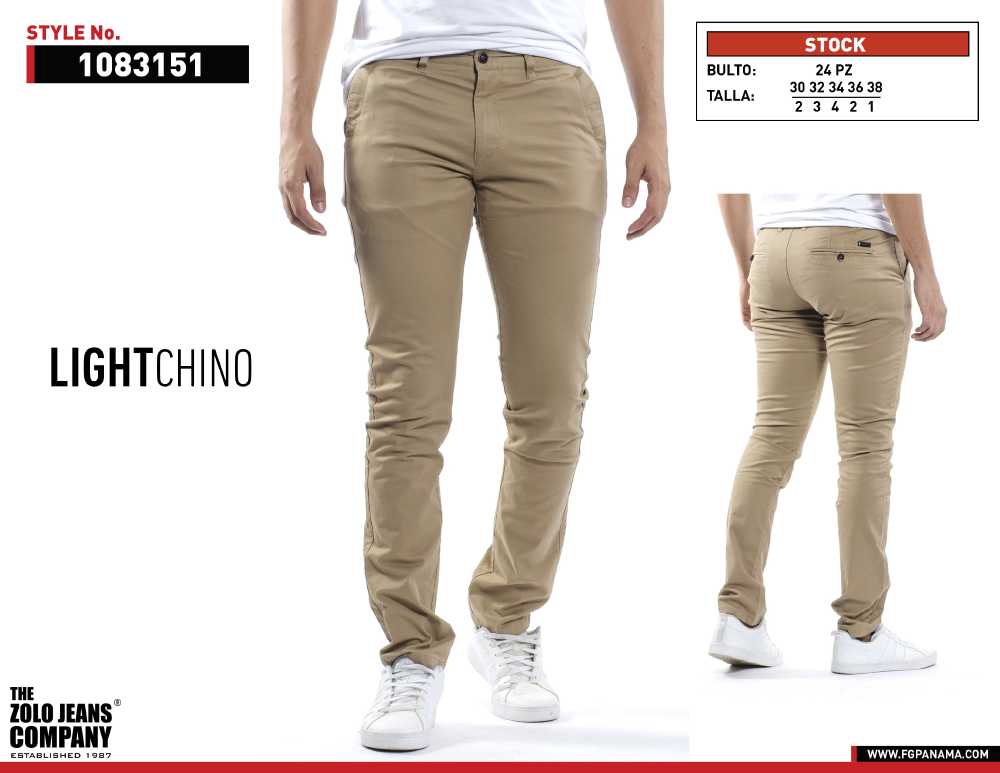 STYLE No.
1083151
STOCK
BULTO: 24 PZ
TALLA: 30 32 34 36 38
2 3 4 2 1
LIGHTCHINO
THE
ZOLO JEANS®
COMPANY
ESTABLISHED 1987
WWW.FGPANAMA.COM